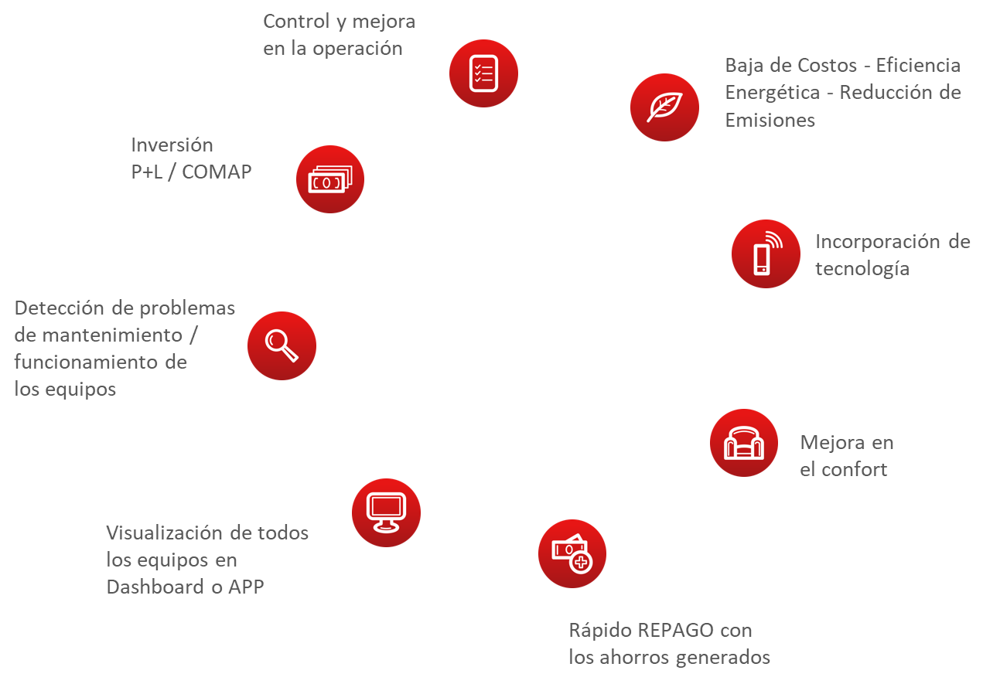 Control y mejora
en la operación
Baja de Costos - Eficiencia
Energética - Reducción de
Emisiones
Inversión
P+L / COMAP
Incorporación de
tecnología
Detección de problemas
de mantenimiento /
funcionamiento de
los equipos
Mejora en
el confort
Visualización de todos
los equipos en
Dashboard o APP
Rápido REPAGO con
los ahorros generados